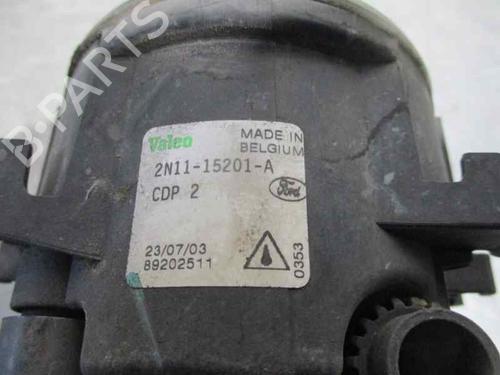 B-PARTS
Valeo
MADE IN
BELGIUM
2N11-15201-A
CDP 2
Ford
23/07/03
89202511
0353